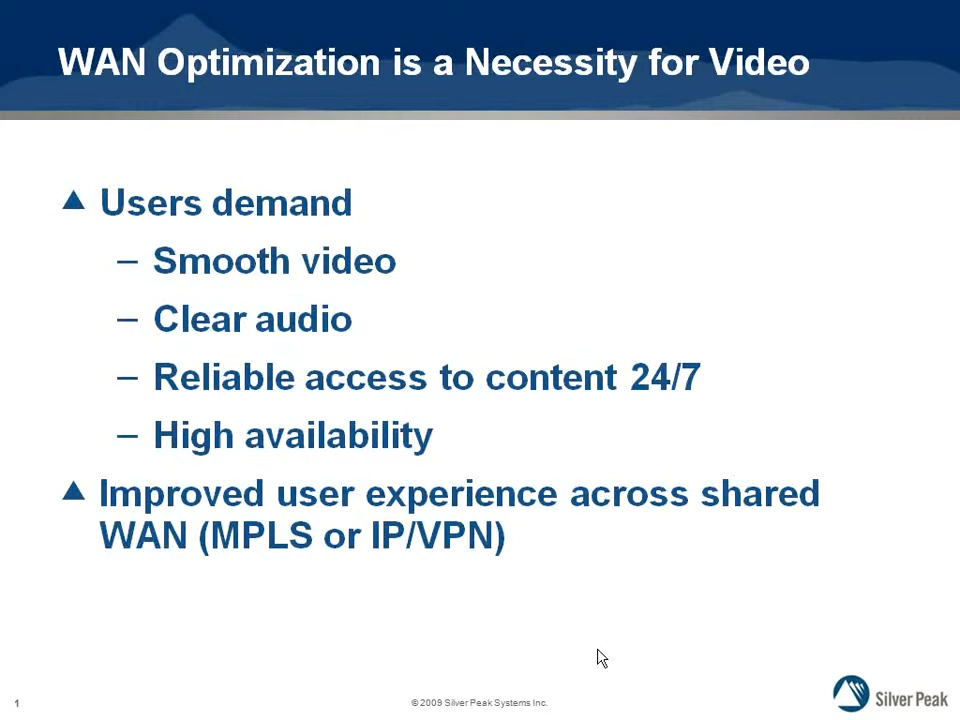 WAN Optimization is a Necessity for Video
Users demand
– Smooth video
– Clear audio
– Reliable access to content 24/7
– High availability
Improved user experience across shared
WAN (MPLS or IP/VPN)
1
© 2009 Silver Peak Systems Inc.
Silver Peak